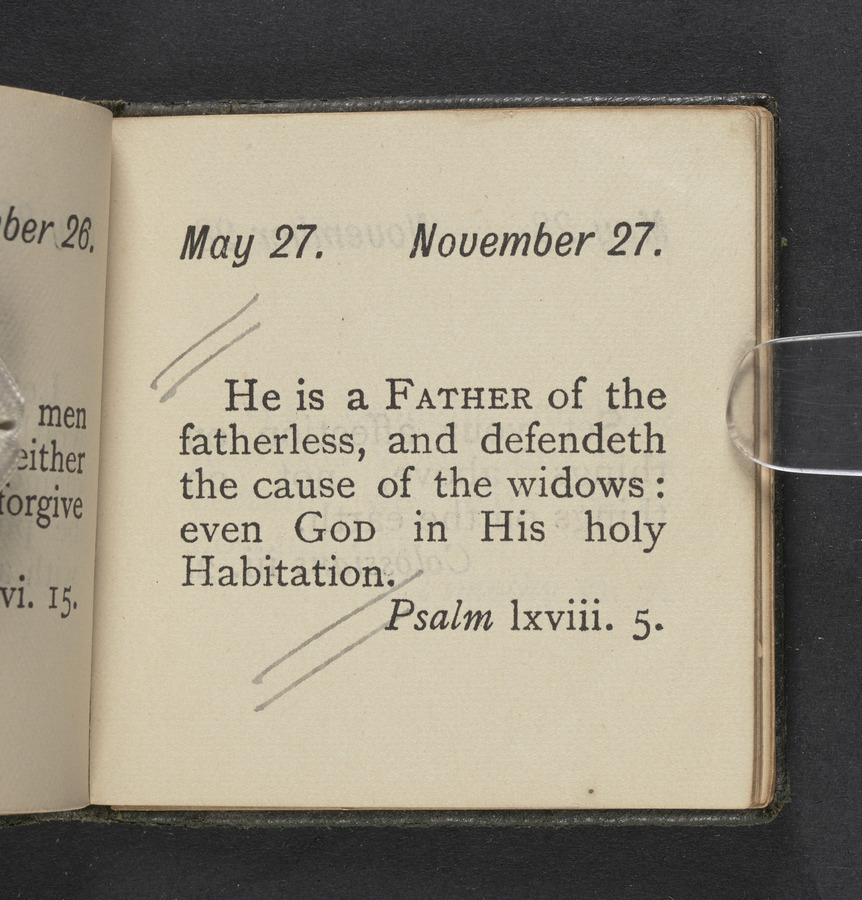 ber 26.
men
either
forgive
vi. 15.
May 27. November 27.
He is a FATHER of the
fatherless, and defendeth
the cause of the widows :
even GOD in His holy
Habitation.
Psalm lxviii. 5.